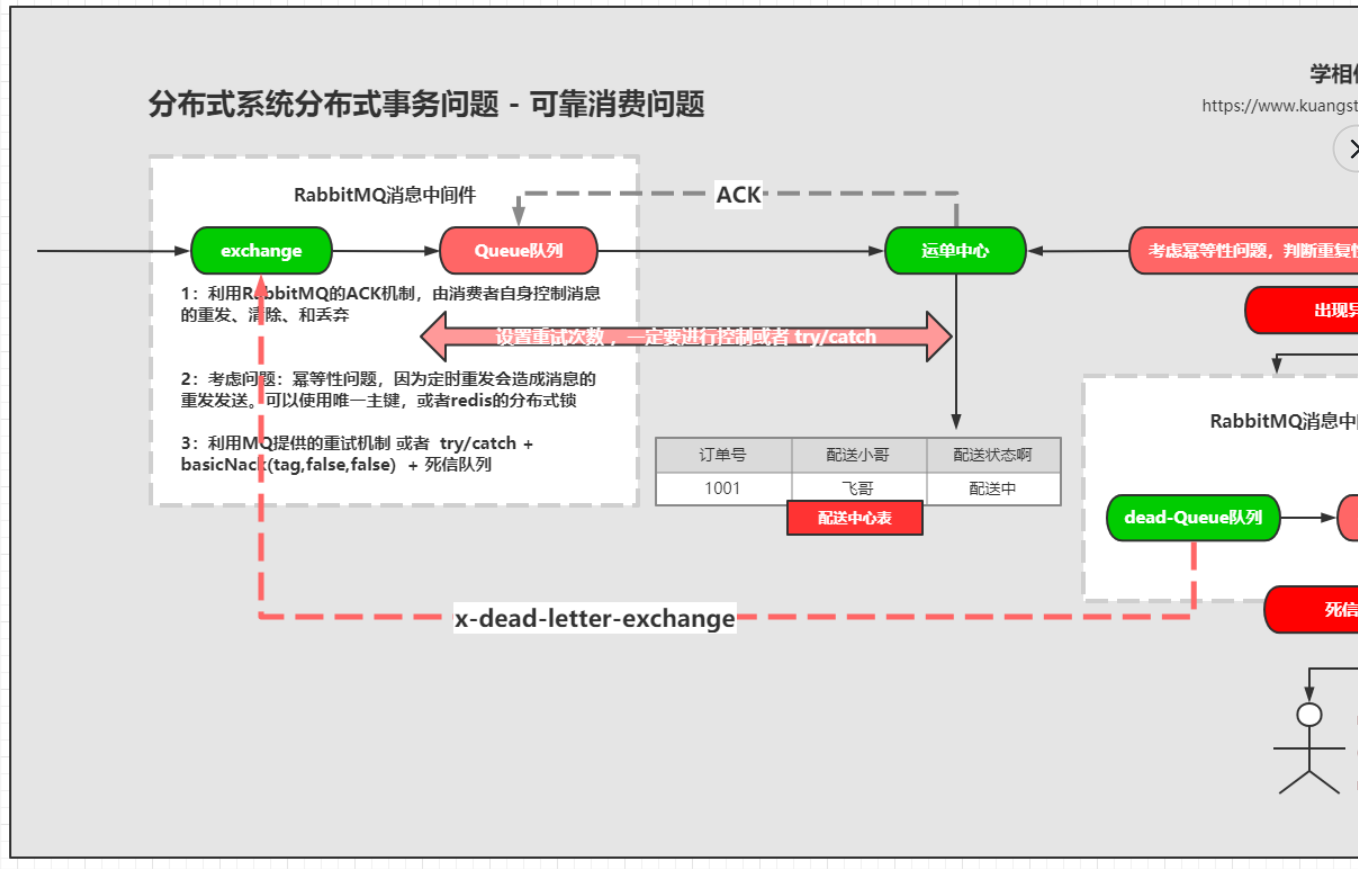 学相
https://www.kuangst
分布式系统分布式事务问题 - 可靠消费问题
RabbitMQ消息中间件
ACK
exchange
Queue队列
运单中心
考虑幂等性问题，判断重复
1：利用RabbitMQ的ACK机制，由消费者自身控制消息
的重发、清除、和丢弃
出现异
设置重试次数 ，一定要进行控制或者 try/catch
2：考虑问题：幂等性问题，因为定时重发会造成消息的
重发发送。可以使用唯一主键，或者redis的分布式锁
RabbitMQ消息中
3：利用MQ提供的重试机制 或者 try/catch +
basicNack(tag,false,false) + 死信队列
订单号 配送小哥 配送状态啊
1001 飞哥 配送中
配送中心表
dead-Queue队列
x-dead-letter-exchange
死信